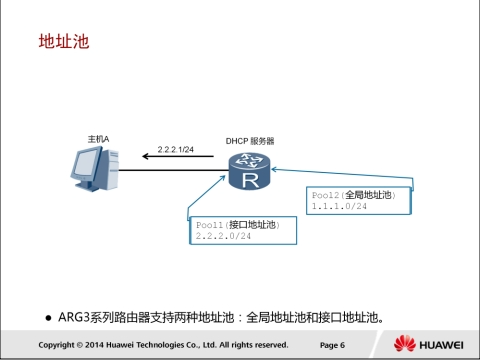 地址池
主机A
2.2.2.1/24
DHCP 服务器
R
Pool2(全局地址池)
1.1.1.0/24
Pool1(接口地址池)
2.2.2.0/24
● ARG3系列路由器支持两种地址池：全局地址池和接口地址池。
Copyright © 2014 Huawei Technologies Co., Ltd. All rights reserved. Page 6 HUAWEI